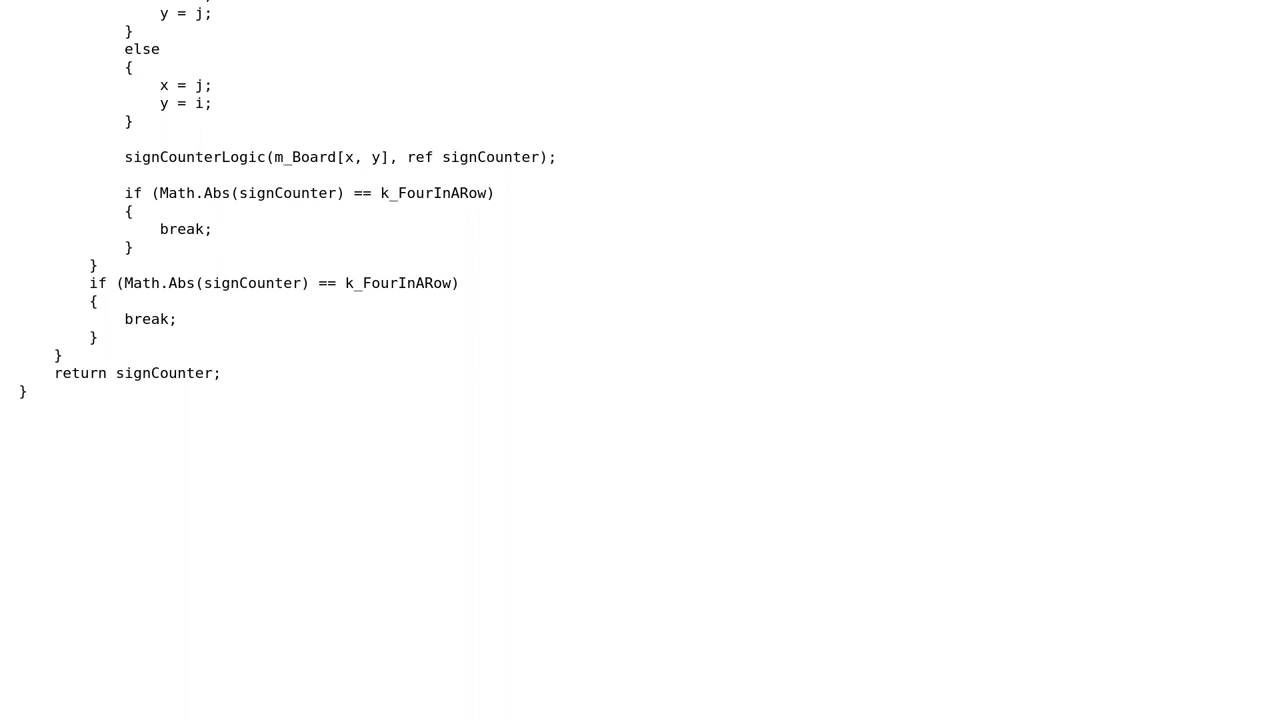 y = j;
}
else
{
x = j;
y = i;
}
signCounterLogic(m_Board[x, y], ref signCounter);
if (Math.Abs(signCounter) == k_FourInARow)
{
break;
}
}
if (Math.Abs(signCounter) == k_FourInARow)
{
break;
}
}
return signCounter;
}